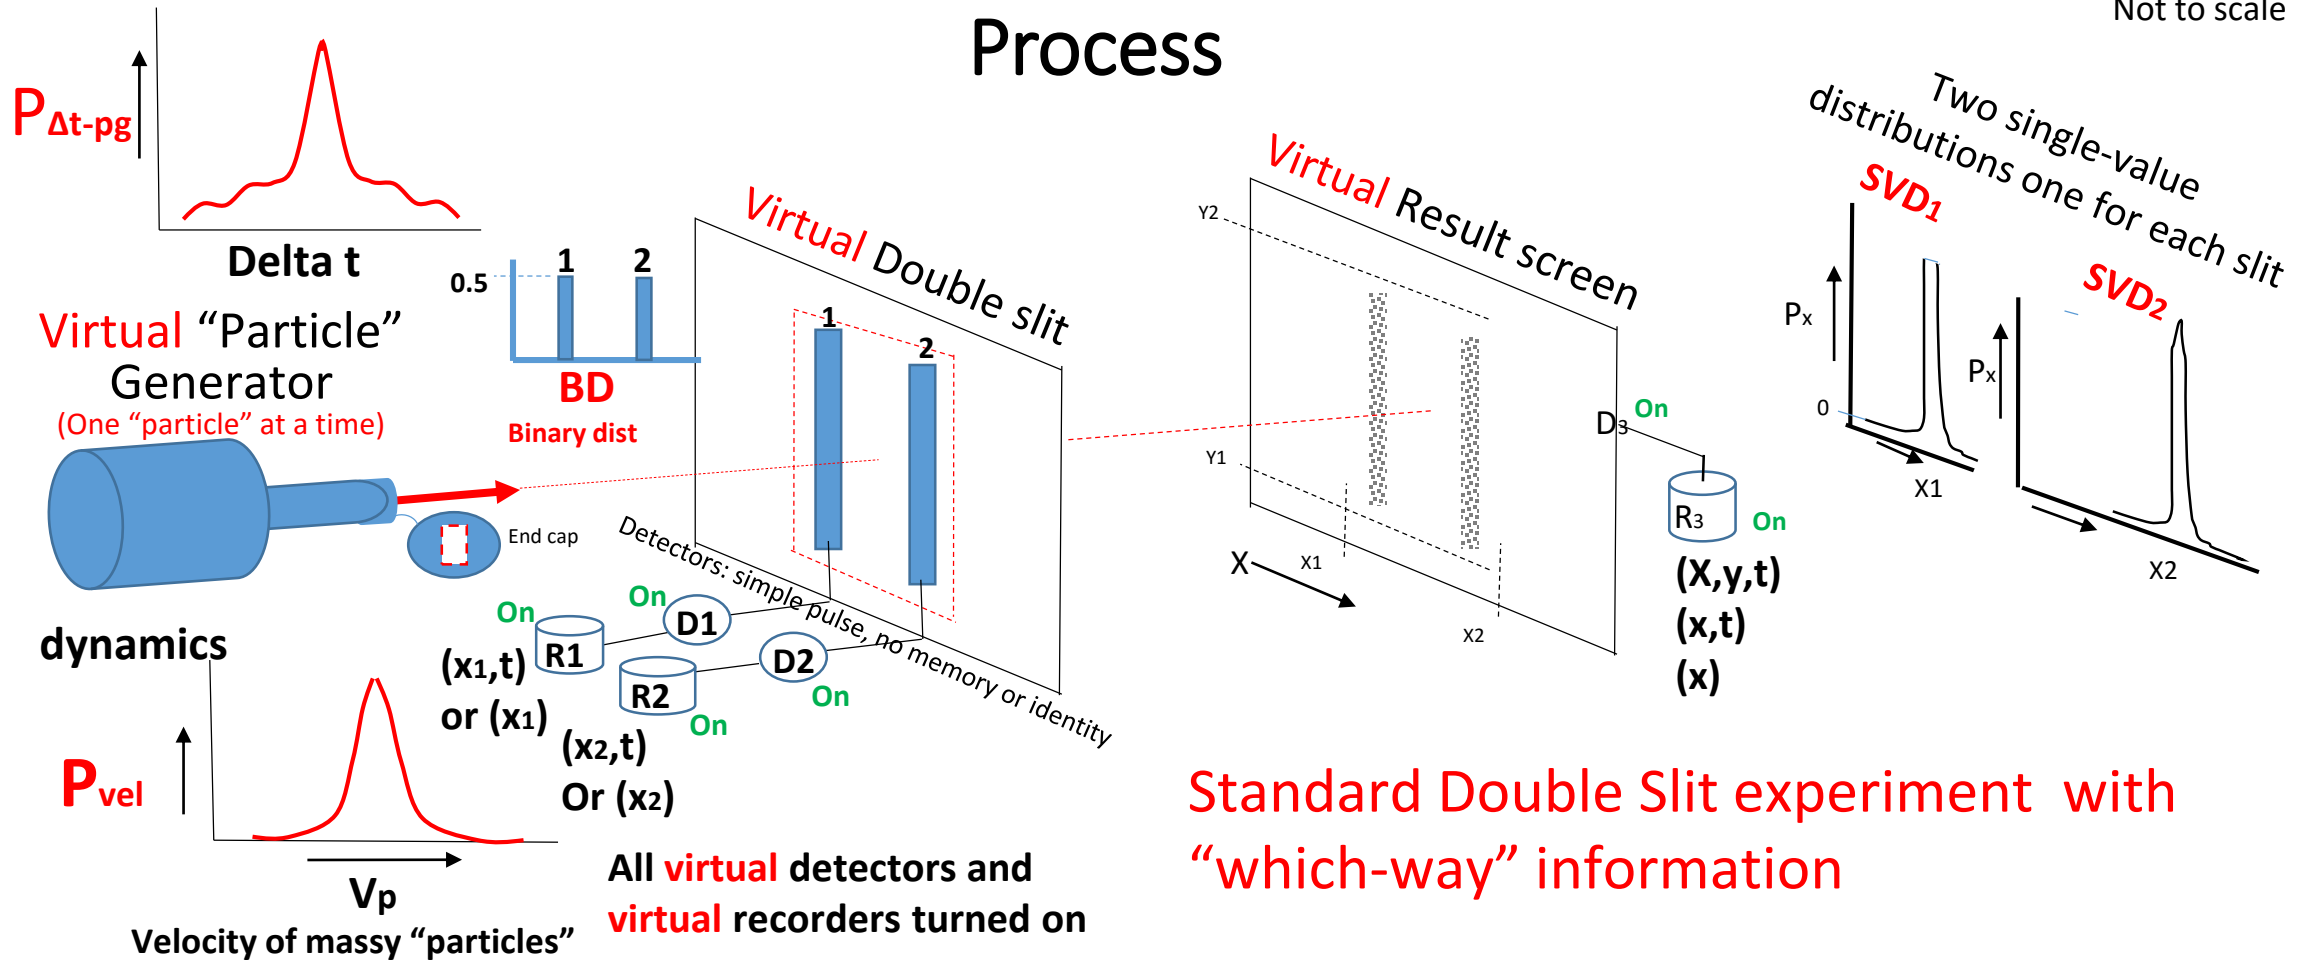 Process
Not to scale
PΔt-pg
Delta t
Virtual “Particle”
Generator
(One “particle” at a time)
End cap
0.5
1
2
BD
Binary dist
Virtual Double slit
1
2
Detectors: simple pulse, no memory or identity
On
D1
On
R1
(x1,t)
or (x1)
D2
On
R2
On
(x2,t)
Or (x2)
dynamics
Pvel
Vp
Velocity of massy “particles”
All virtual detectors and
virtual recorders turned on
Virtual Result screen
Y2
Y1
X
X1
X2
D3
On
R3
On
(X,y,t)
(x,t)
(x)
Two single-value
distributions one for each slit
SVD1
Px
0
X1
SVD2
Px
X2
Standard Double Slit experiment with
“which-way” information